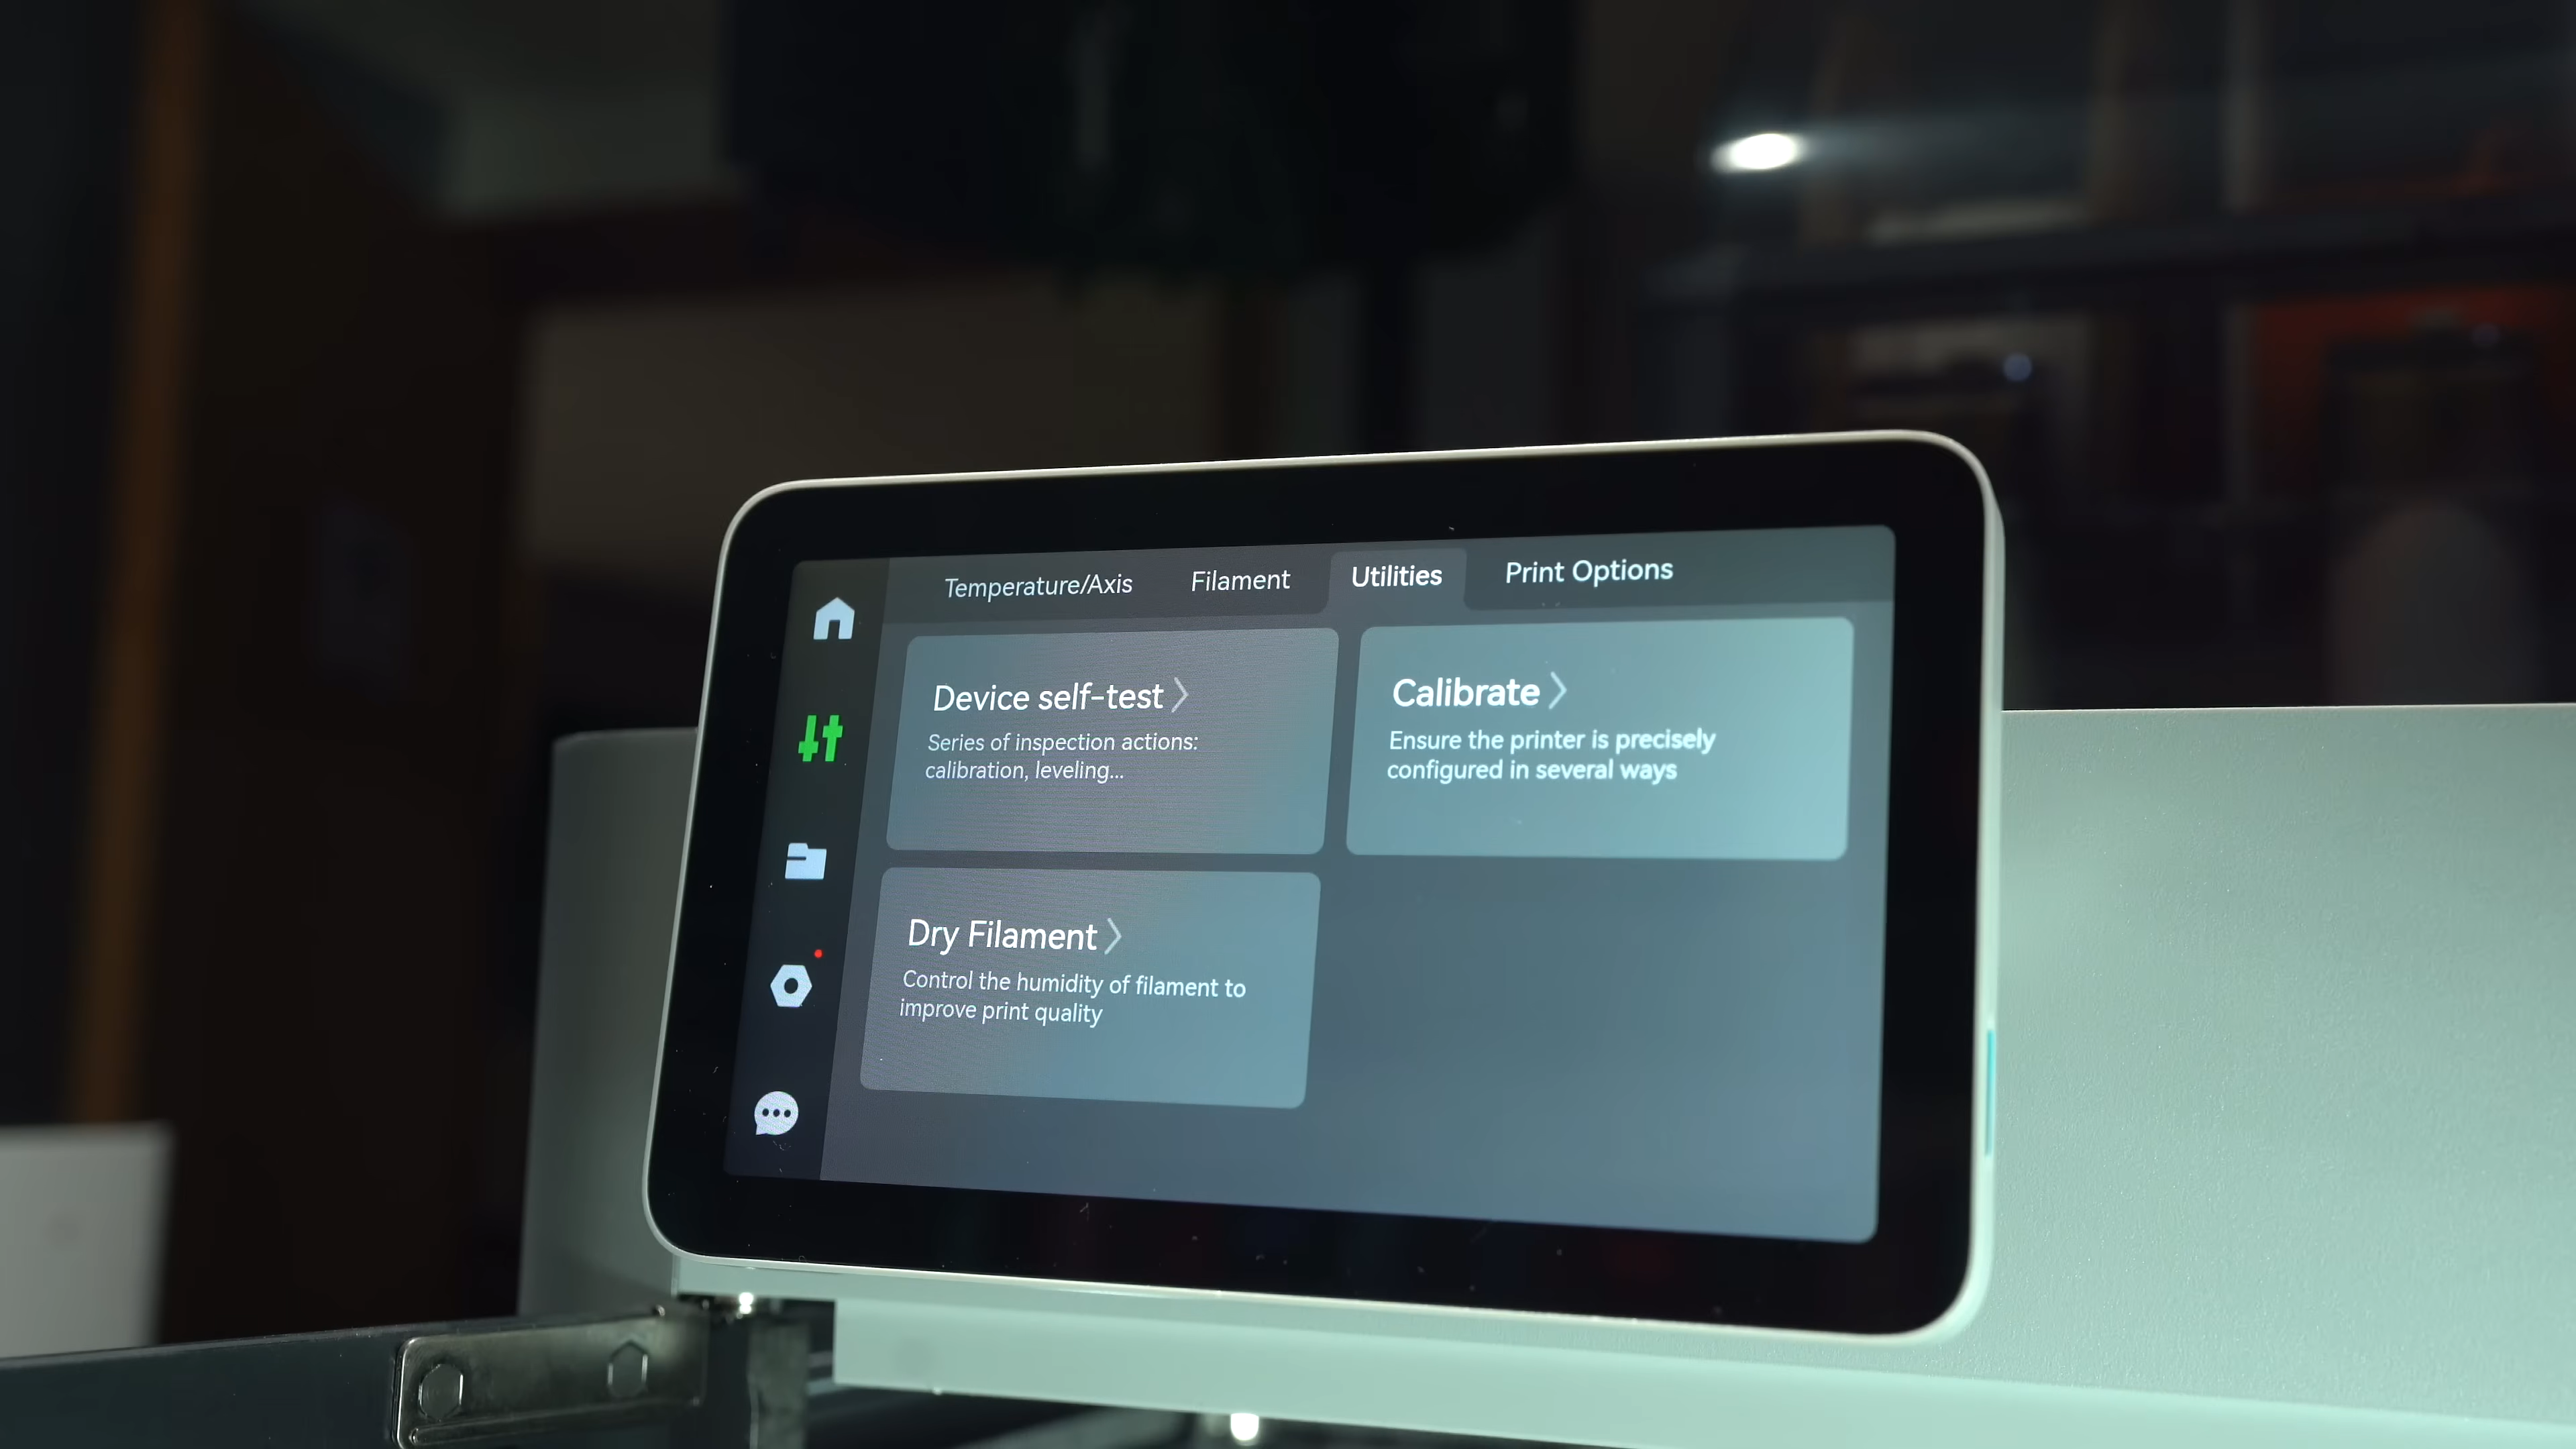 Temperature/Axis
Filament
Utilities
Print Options
Device self-test
Series of inspection actions:
calibration, leveling...
Calibrate
Ensure the printer is precisely
configured in several ways
Dry Filament
Control the humidity of filament to
improve print quality